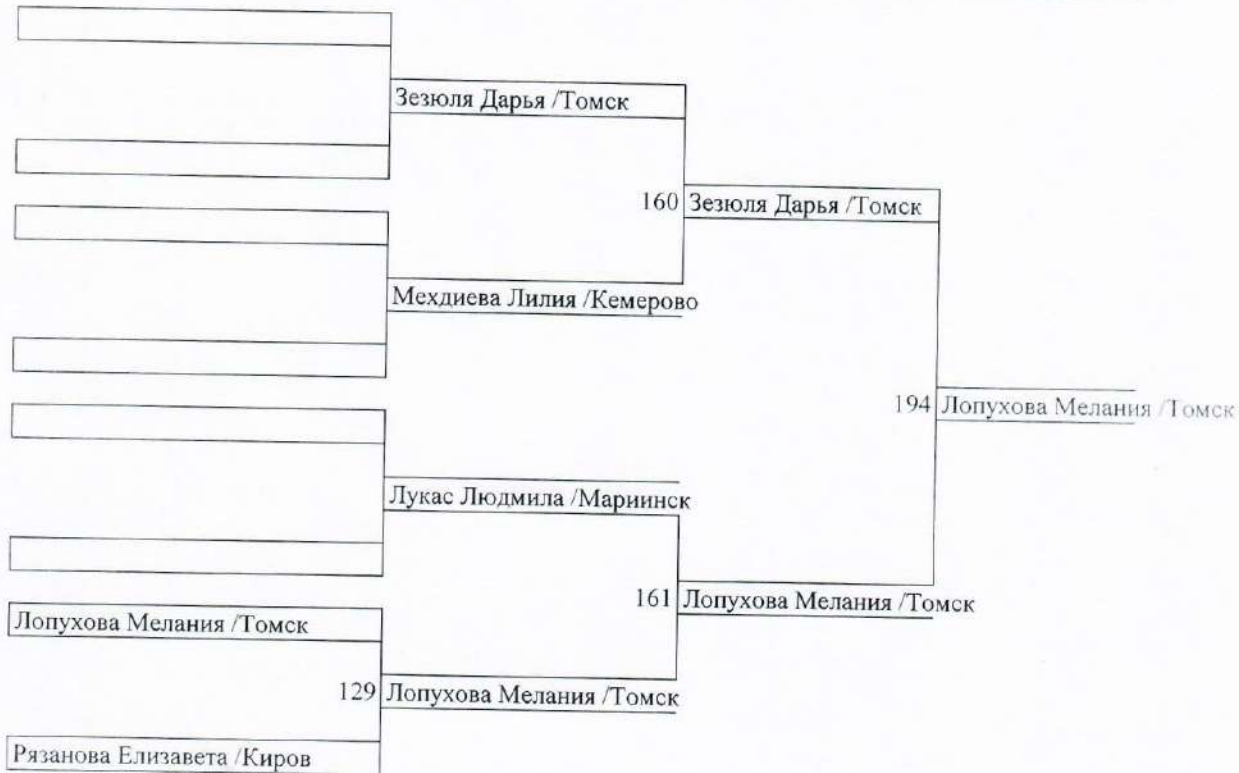 Зезюля Дарья /Томск
160 Зезюля Дарья /Томск
Мехдиева Лилия /Кемерово
194 Лопухова Мелания /Томск
Лукас Людмила /Мариинск
161 Лопухова Мелания /Томск
Лопухова Мелания /Томск
129 Лопухова Мелания /Томск
Рязанова Елизавета /Киров